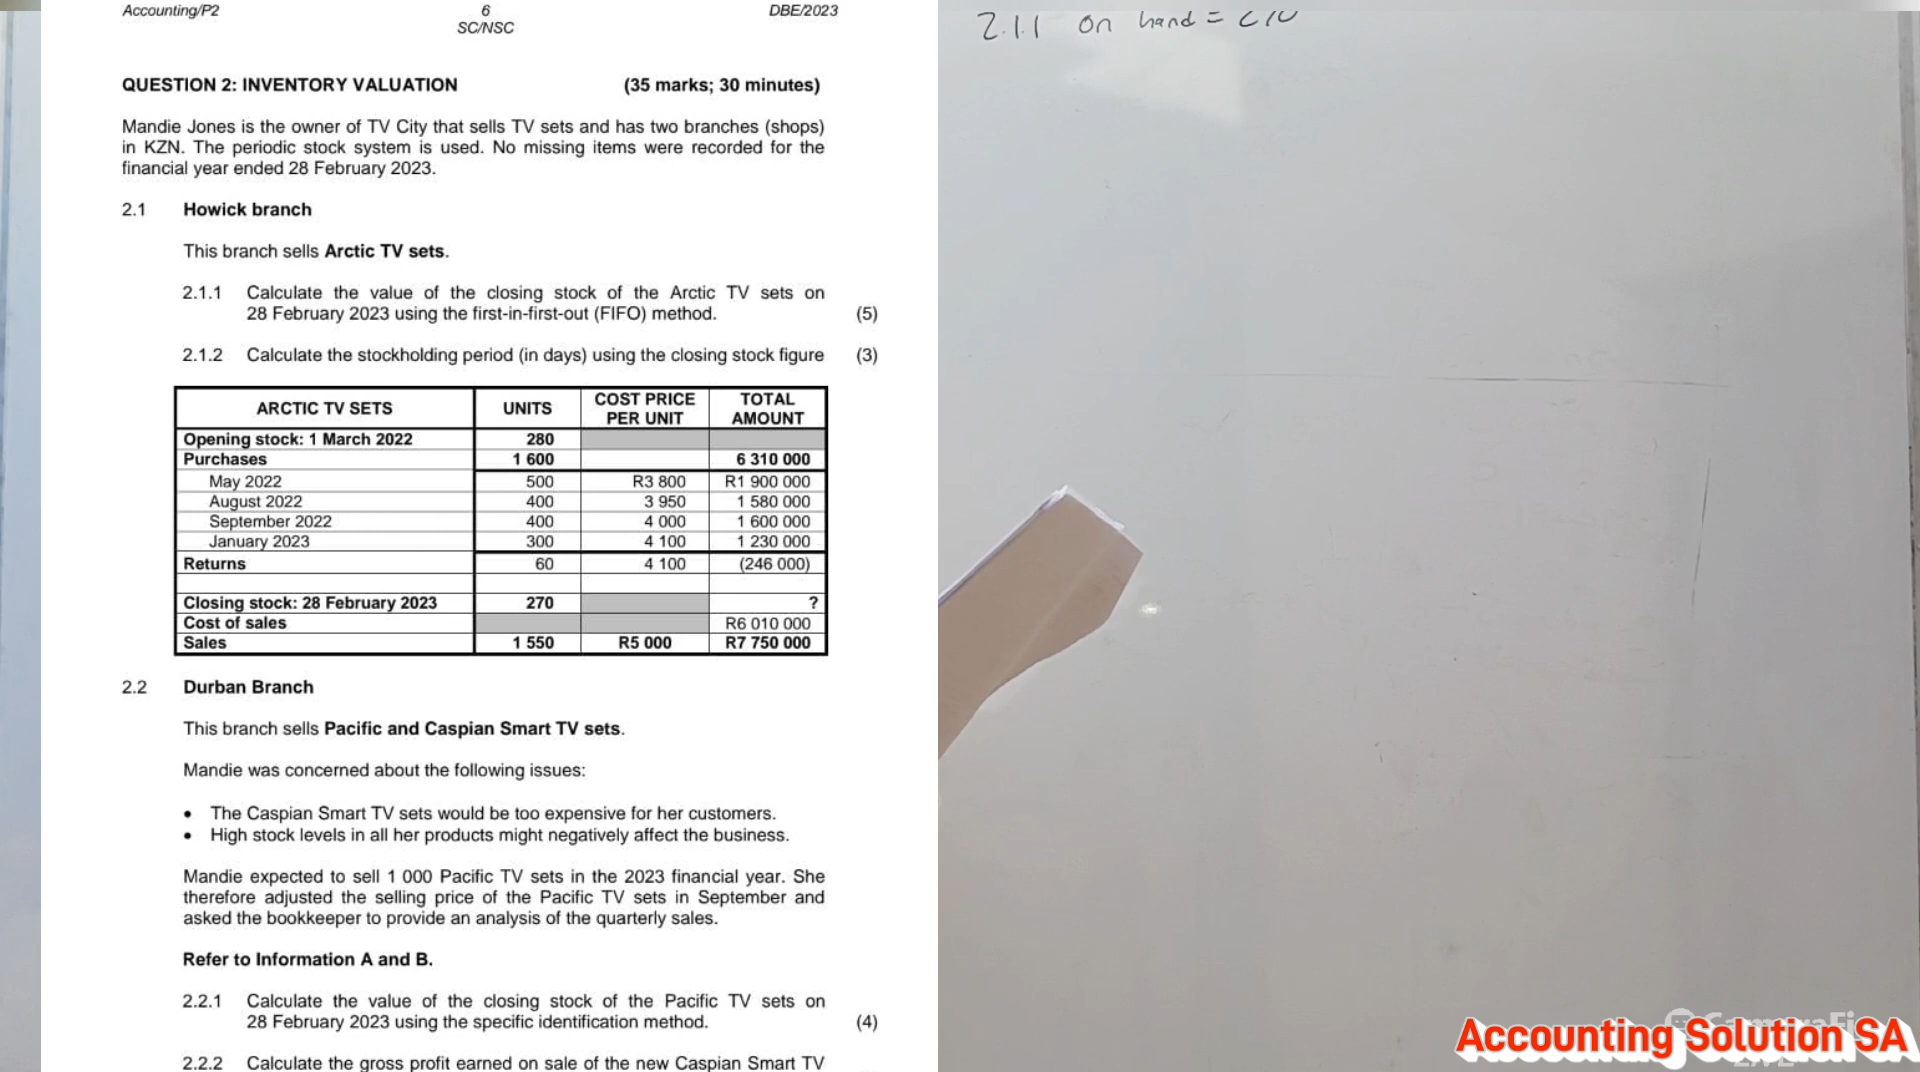 Accounting/P2 6 DBE/2023
SC/NSC
QUESTION 2: INVENTORY VALUATION (35 marks; 30 minutes)
Mandie Jones is the owner of TV City that sells TV sets and has two branches (shops)
in KZN. The periodic stock system is used. No missing items were recorded for the
financial year ended 28 February 2023.
2.1 Howick branch
This branch sells Arctic TV sets.
2.1.1 Calculate the value of the closing stock of the Arctic TV sets on
28 February 2023 using the first-in-first-out (FIFO) method. (5)
2.1.2 Calculate the stockholding period (in days) using the closing stock figure (3)
ARCTIC TV SETS UNITS COST PRICE PER UNIT TOTAL AMOUNT
Opening stock: 1 March 2022 280
Purchases 1 600 6 310 000
May 2022 500 R3 800 R1 900 000
August 2022 400 3 950 1 580 000
September 2022 400 4 000 1 600 000
January 2023 300 4 100 1 230 000
Returns 60 4 100 (246 000)
Closing stock: 28 February 2023 270 ?
Cost of sales R6 010 000
Sales 1 550 R5 000 R7 750 000
2.2 Durban Branch
This branch sells Pacific and Caspian Smart TV sets.
Mandie was concerned about the following issues:
• The Caspian Smart TV sets would be too expensive for her customers.
• High stock levels in all her products might negatively affect the business.
Mandie expected to sell 1 000 Pacific TV sets in the 2023 financial year. She
therefore adjusted the selling price of the Pacific TV sets in September and
asked the bookkeeper to provide an analysis of the quarterly sales.
Refer to Information A and B.
2.2.1 Calculate the value of the closing stock of the Pacific TV sets on
28 February 2023 using the specific identification method. (4)
2.2.2 Calculate the gross profit earned on sale of the new Caspian Smart TV
2.1.1 on hand =
Accounting Solution SA